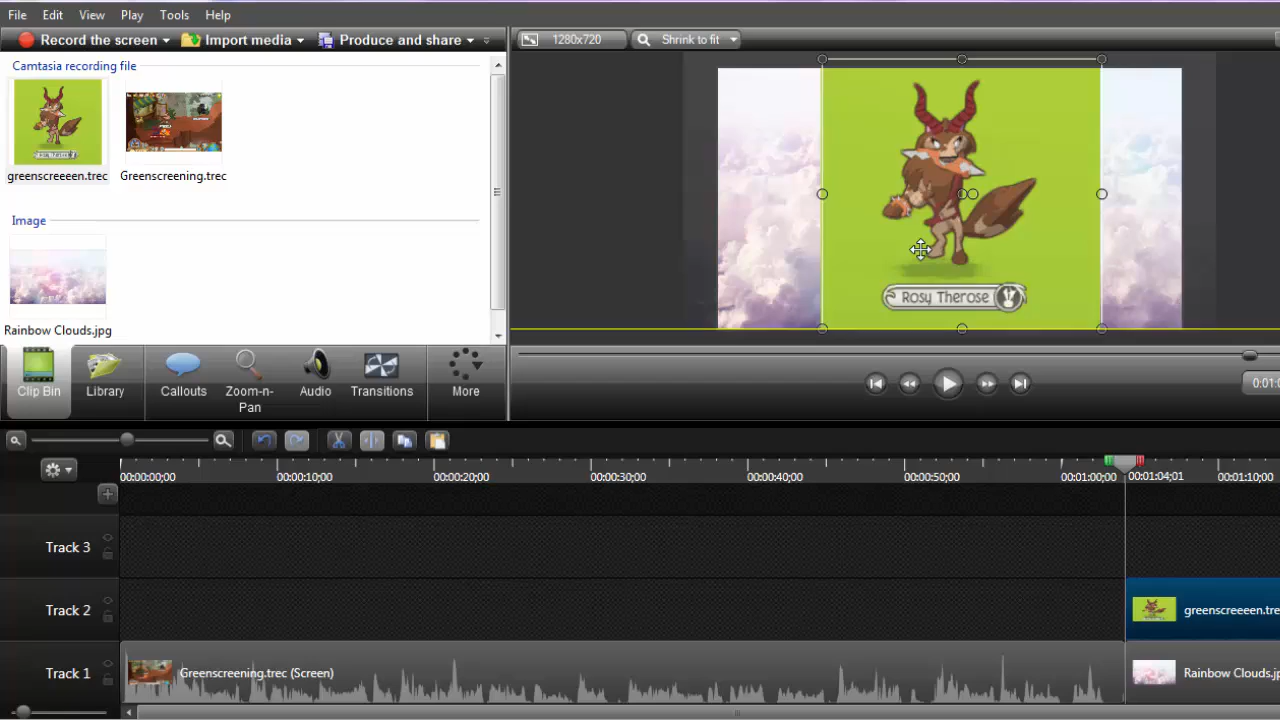 File Edit View Play Tools Help
Record the screen Import media Produce and share
1280x720 Shrink to fit
Camtasia recording file
greenscreeeen.trec Greenscreening.trec
Image
Rainbow Clouds.jpg
Rosy Therose
Clip Bin Library Callouts Zoom-n-Pan Audio Transitions More
0:01:0
00:00:00;00 00:00:10;00 00:00:20;00 00:00:30;00 00:00:40;00 00:00:50;00 00:01:00;00 00:01:04;01 00:01:10;00
Track 3
Track 2 greenscreeeen.tre
Track 1 Greenscreening.trec (Screen) Rainbow Clouds.jp